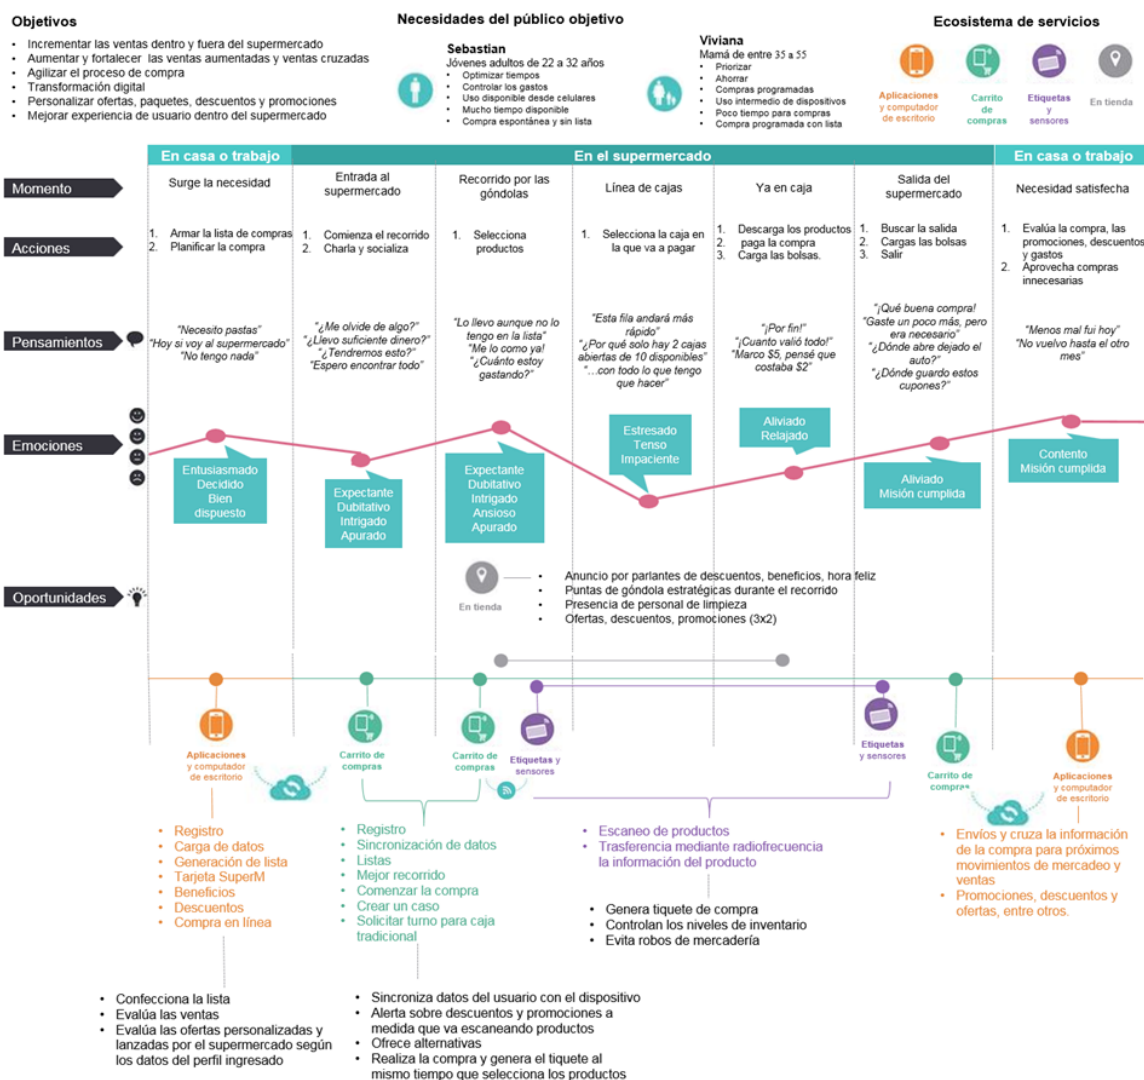 Objetivos
• Incrementar las ventas dentro y fuera del supermercado
• Aumentar y fortalecer las ventas aumentadas y ventas cruzadas
• Agilizar el proceso de compra
• Transformación digital
• Personalizar ofertas, paquetes, descuentos y promociones
• Mejorar experiencia de usuario dentro del supermercado
Necesidades del público objetivo
Sebastian
Jóvenes adultos de 22 a 32 años
• Optimizar tiempos
• Controlar los gastos
• Uso disponible desde celulares
• Mucho tiempo disponible
• Compra espontánea y sin lista
Viviana
Mamá de entre 35 a 55
• Priorizar
• Ahorrar
• Compras programadas
• Uso intermedio de dispositivos
• Poco tiempo para compras
• Compra programada con lista
Ecosistema de servicios
Aplicaciones
y computador
de escritorio
Carrito
de
compras
Etiquetas
y
sensores
En tienda
En casa o trabajo
En el supermercado
En casa o trabajo
Momento
Surge la necesidad
Entrada al
supermercado
Recorrido por las
góndolas
Línea de cajas
Ya en caja
Salida del
supermercado
Necesidad satisfecha
Acciones
1. Armar la lista de compras
2. Planificar la compra
1. Comienza el recorrido
2. Charla y socializa
1. Selecciona
productos
1. Selecciona la caja en
la que va a pagar
1. Descarga los productos
2. paga la compra
3. Carga las bolsas.
1. Buscar la salida
2. Cargas las bolsas
3. Salir
1. Evalúa la compra, las
promociones, descuentos
y gastos
2. Aprovecha compras
innecesarias
Pensamientos
"Necesito pastas"
"Hoy si voy al supermercado"
"No tengo nada"
"¿Me olvide de algo?"
"¿Llevo suficiente dinero?"
"¿Tendremos esto?"
"Espero encontrar todo"
"Lo llevo aunque no lo
tengo en la lista"
"Me lo como ya!
"¿Cuánto estoy
gastando?"
"Esta fila andará más
rápido"
"¿Por qué solo hay 2 cajas
abiertas de 10 disponibles"
"…con todo lo que tengo
que hacer"
"¡Por fin!"
"¡Cuanto valió todo!"
"Marco $5, pensé que
costaba $2"
"¡Qué buena compra!
"Gaste un poco más, pero
era necesario"
"¿Dónde abre dejado el
auto?"
"¿Dónde guardo estos
cupones?"
"Menos mal fui hoy"
"No vuelvo hasta el otro
mes"
Emociones
Entusiasmado
Decidido
Bien
dispuesto
Expectante
Dubitativo
Intrigado
Apurado
Expectante
Dubitativo
Intrigado
Ansioso
Apurado
Estresado
Tenso
Impaciente
Aliviado
Relajado
Aliviado
Misión cumplida
Contento
Misión cumplida
Oportunidades
En tienda
• Anuncio por parlantes de descuentos, beneficios, hora feliz
• Puntas de góndola estratégicas durante el recorrido
• Presencia de personal de limpieza
• Ofertas, descuentos, promociones (3x2)
Aplicaciones
y computador
de escritorio
Carrito de
compras
Carrito de
compras
Etiquetas y
sensores
Etiquetas
y sensores
Carrito de
compras
Aplicaciones
y computador
de escritorio
• Registro
• Carga de datos
• Generación de lista
• Tarjeta SuperM
• Beneficios
• Descuentos
• Compra en línea
• Registro
• Sincronización de datos
• Listas
• Mejor recorrido
• Comenzar la compra
• Crear un caso
• Solicitar turno para caja
tradicional
• Escaneo de productos
• Trasferencia mediante radiofrecuencia
la información del producto
• Envíos y cruza la información
de la compra para próximos
movimientos de mercadeo y
ventas
• Promociones, descuentos y
ofertas, entre otros.
• Genera tiquete de compra
• Controlan los niveles de inventario
• Evita robos de mercadería
• Confecciona la lista
• Evalúa las ventas
• Evalúa las ofertas personalizadas y
lanzadas por el supermercado según
los datos del perfil ingresado
• Sincroniza datos del usuario con el dispositivo
• Alerta sobre descuentos y promociones a
medida que va escaneando productos
• Ofrece alternativas
• Realiza la compra y genera el tiquete al
mismo tiempo que selecciona los productos